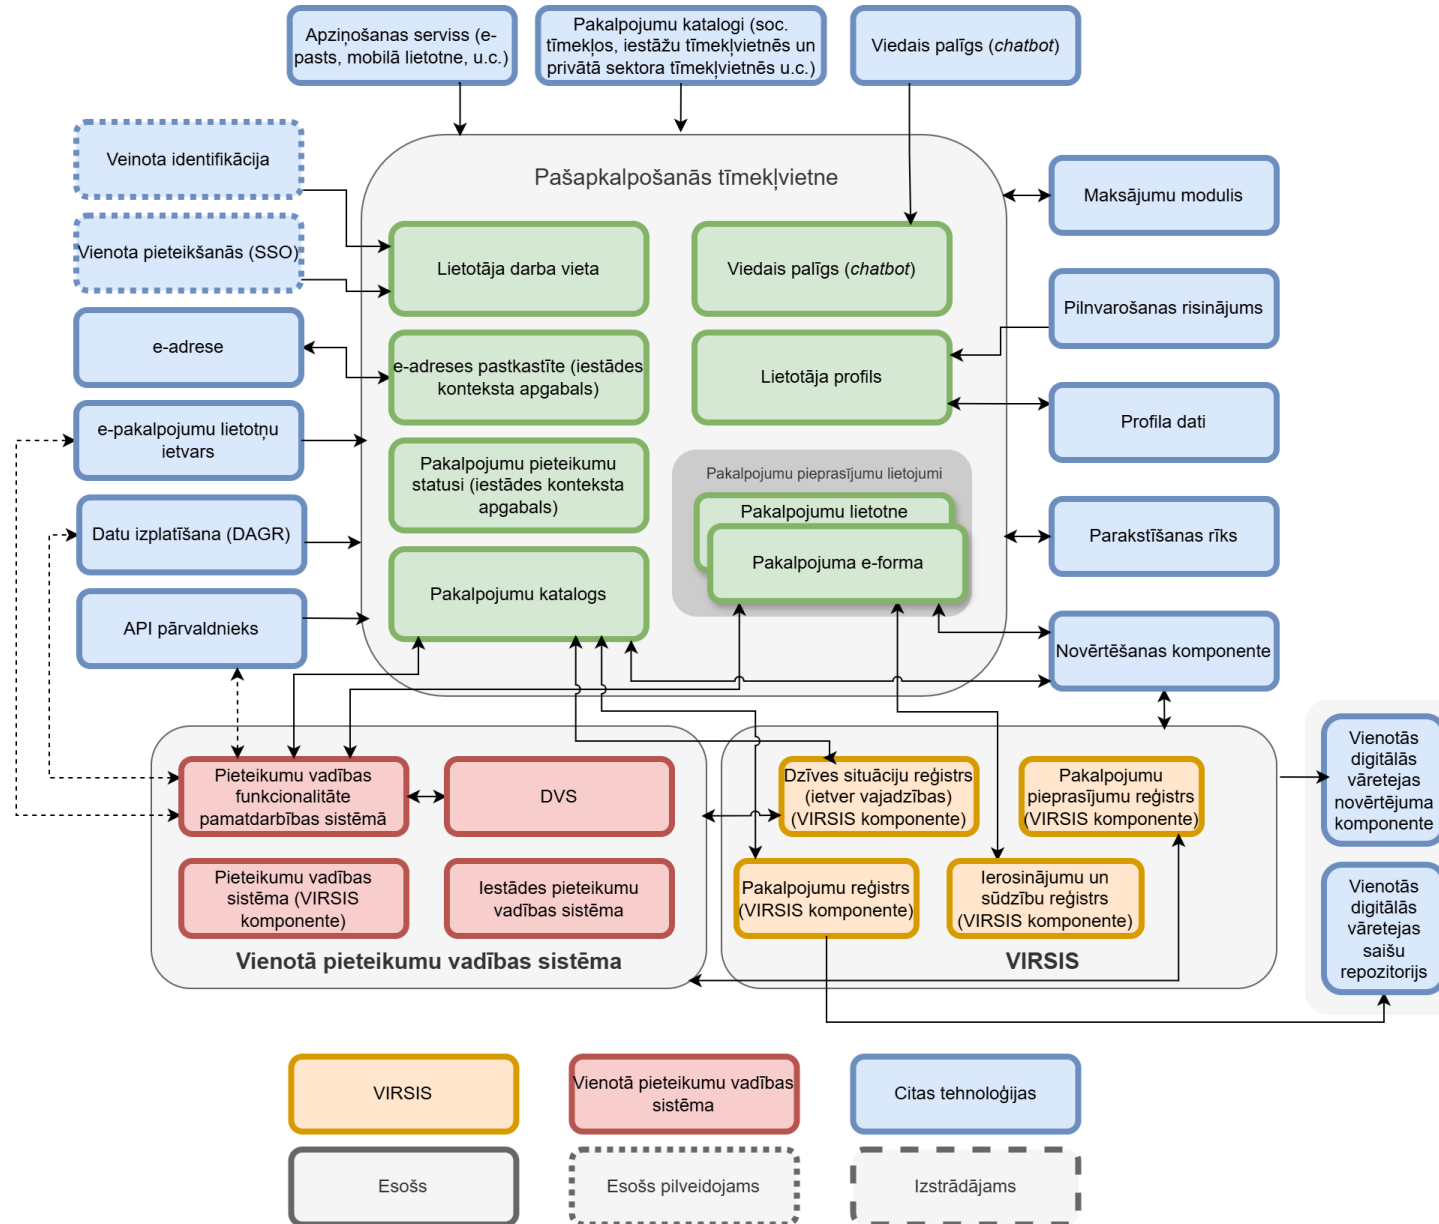 Apziņošanas serviss (e-
pasts, mobilā lietotne, u.c.)
Pakalpojumu katalogi (soc.
tīmekļos, iestāžu tīmekļvietnēs un
privātā sektora tīmekļvietnēs u.c.)
Viedais palīgs (chatbot)
Veinota identifikācija
Vienota pieteikšanās (SSO)
e-adrese
e-pakalpojumu lietotņu
ietvars
Datu izplatīšana (DAGR)
API pārvaldnieks
Pašapkalpošanās tīmekļvietne
Lietotāja darba vieta
Viedais palīgs (chatbot)
e-adreses pastkastīte (iestādes
konteksta apgabals)
Lietotāja profils
Pakalpojumu pieteikumu
statusi (iestādes konteksta
apgabals)
Pakalpojumu pieprasījumu lietojumi
Pakalpojumu lietotne
Pakalpojuma e-forma
Pakalpojumu katalogs
Maksājumu modulis
Pilnvarošanas risinājums
Profila dati
Parakstīšanas rīks
Novērtēšanas komponente
Pieteikumu vadības
funkcionalitāte
pamatdarbības sistēmā
DVS
Pieteikumu vadības
sistēma (VIRSIS
komponente)
Iestādes pieteikumu
vadības sistēma
Vienotā pieteikumu vadības sistēma
Dzīves situāciju reģistrs
(ietver vajadzības)
(VIRSIS komponente)
Pakalpojumu
pieprasījumu reģistrs
(VIRSIS komponente)
Pakalpojumu reģistrs
(VIRSIS komponente)
Ierosinājumu un
sūdzību reģistrs
(VIRSIS komponente)
VIRSIS
Vienotās
digitālās
vāretejas
novērtējuma
komponente
Vienotās
digitālās
vāretejas
saišu
repozitorijs
VIRSIS
Vienotā pieteikumu vadības
sistēma
Citas tehnoloģijas
Esošs
Esošs pilveidojams
Izstrādājams